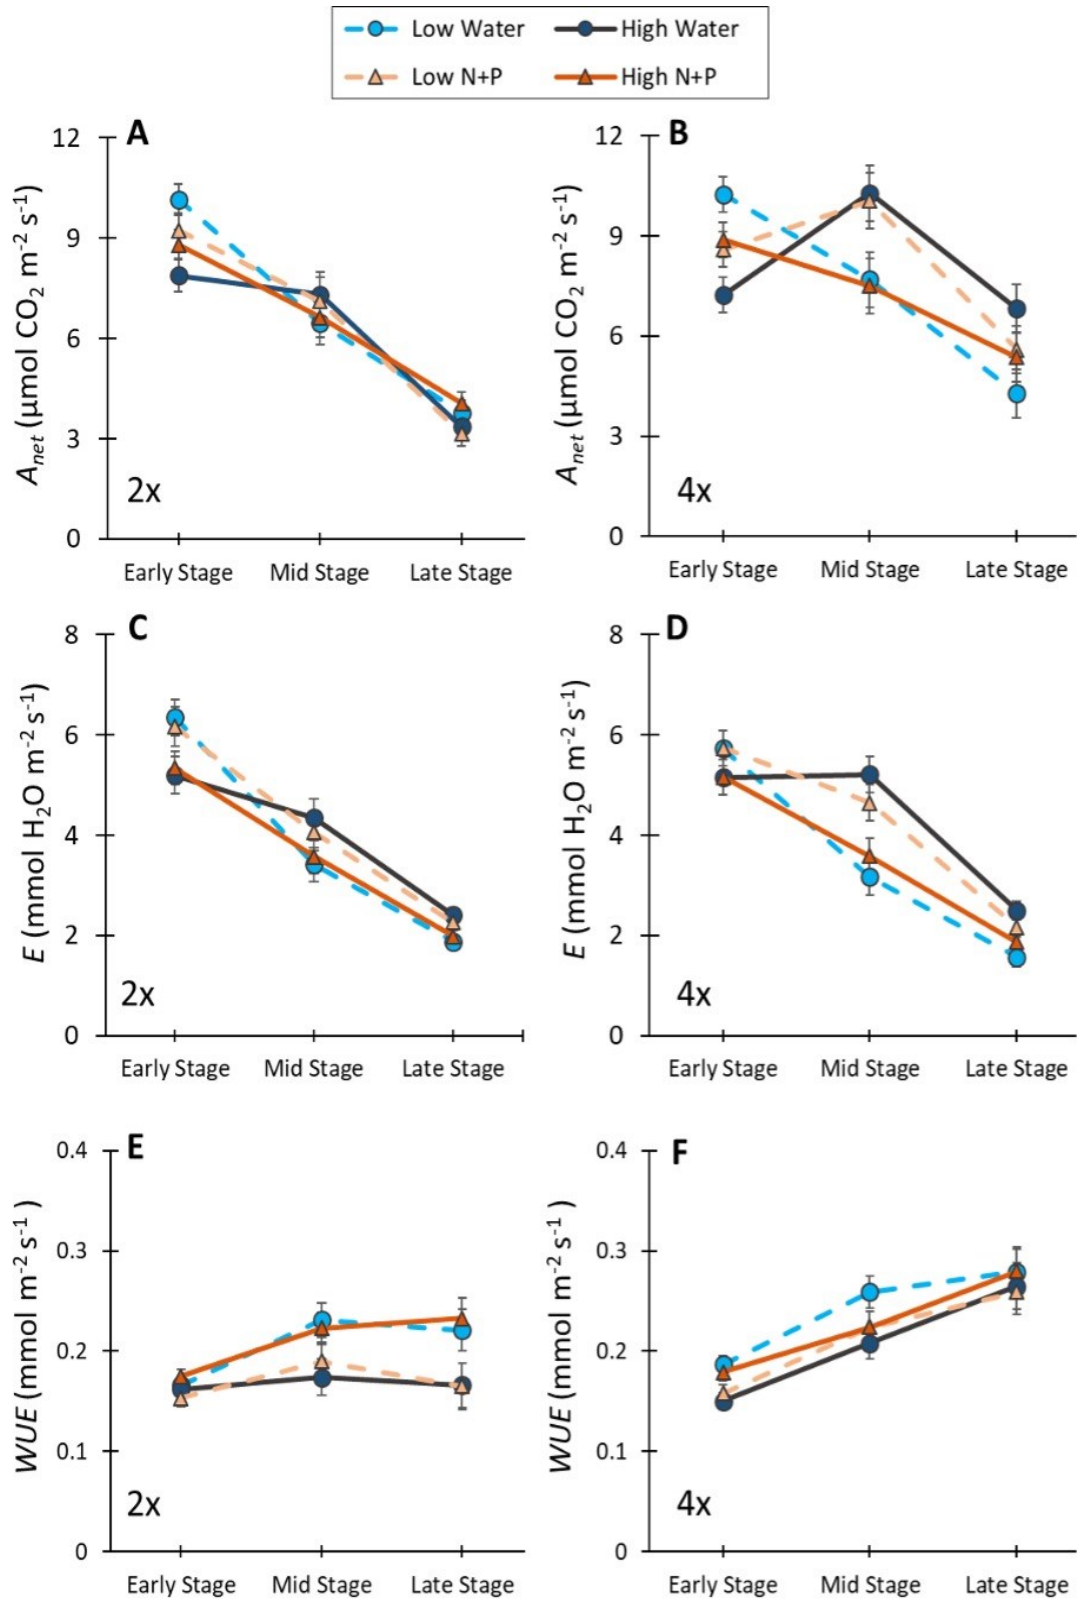 Low Water High Water
Low N+P High N+P
A
12
9
6
3
0
A_net (µmol CO₂ m⁻² s⁻¹)
2x
Early Stage Mid Stage Late Stage
B
12
9
6
3
0
A_net (µmol CO₂ m⁻² s⁻¹)
4x
Early Stage Mid Stage Late Stage
C
8
6
4
2
0
E (mmol H₂O m⁻² s⁻¹)
2x
Early Stage Mid Stage Late Stage
D
8
6
4
2
0
E (mmol H₂O m⁻² s⁻¹)
4x
Early Stage Mid Stage Late Stage
E
0.4
0.3
0.2
0.1
0
WUE (mmol m⁻² s⁻¹ )
2x
Early Stage Mid Stage Late Stage
F
0.4
0.3
0.2
0.1
0
WUE (mmol m⁻² s⁻¹ )
4x
Early Stage Mid Stage Late Stage